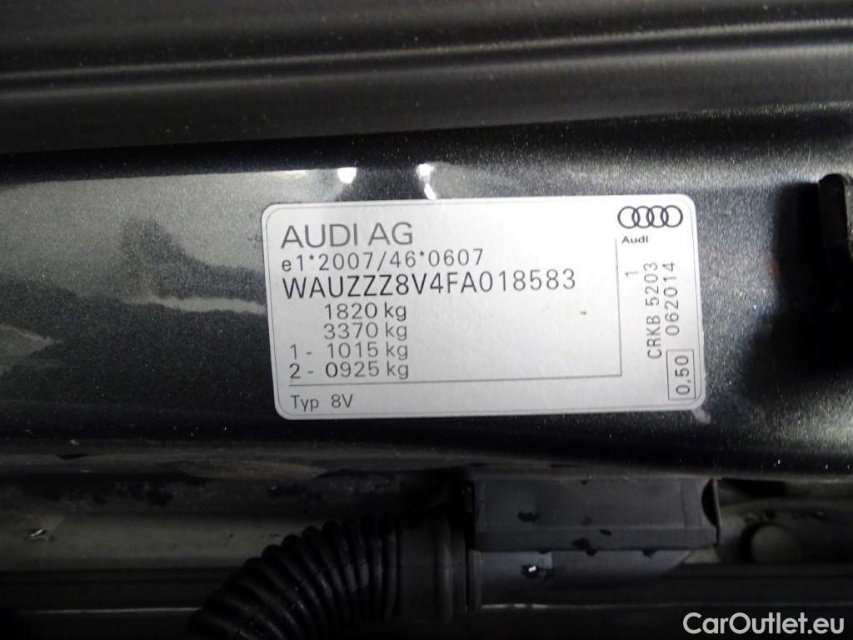 AUDI AG
Audi
e1*2007/46*0607
WAUZZZ8V4FA018583
1820 kg
3370 kg
1 - 1015 kg
2 - 0925 kg
Typ 8V
1
CRKB 5203
062014
0.50
CarOutlet.eu